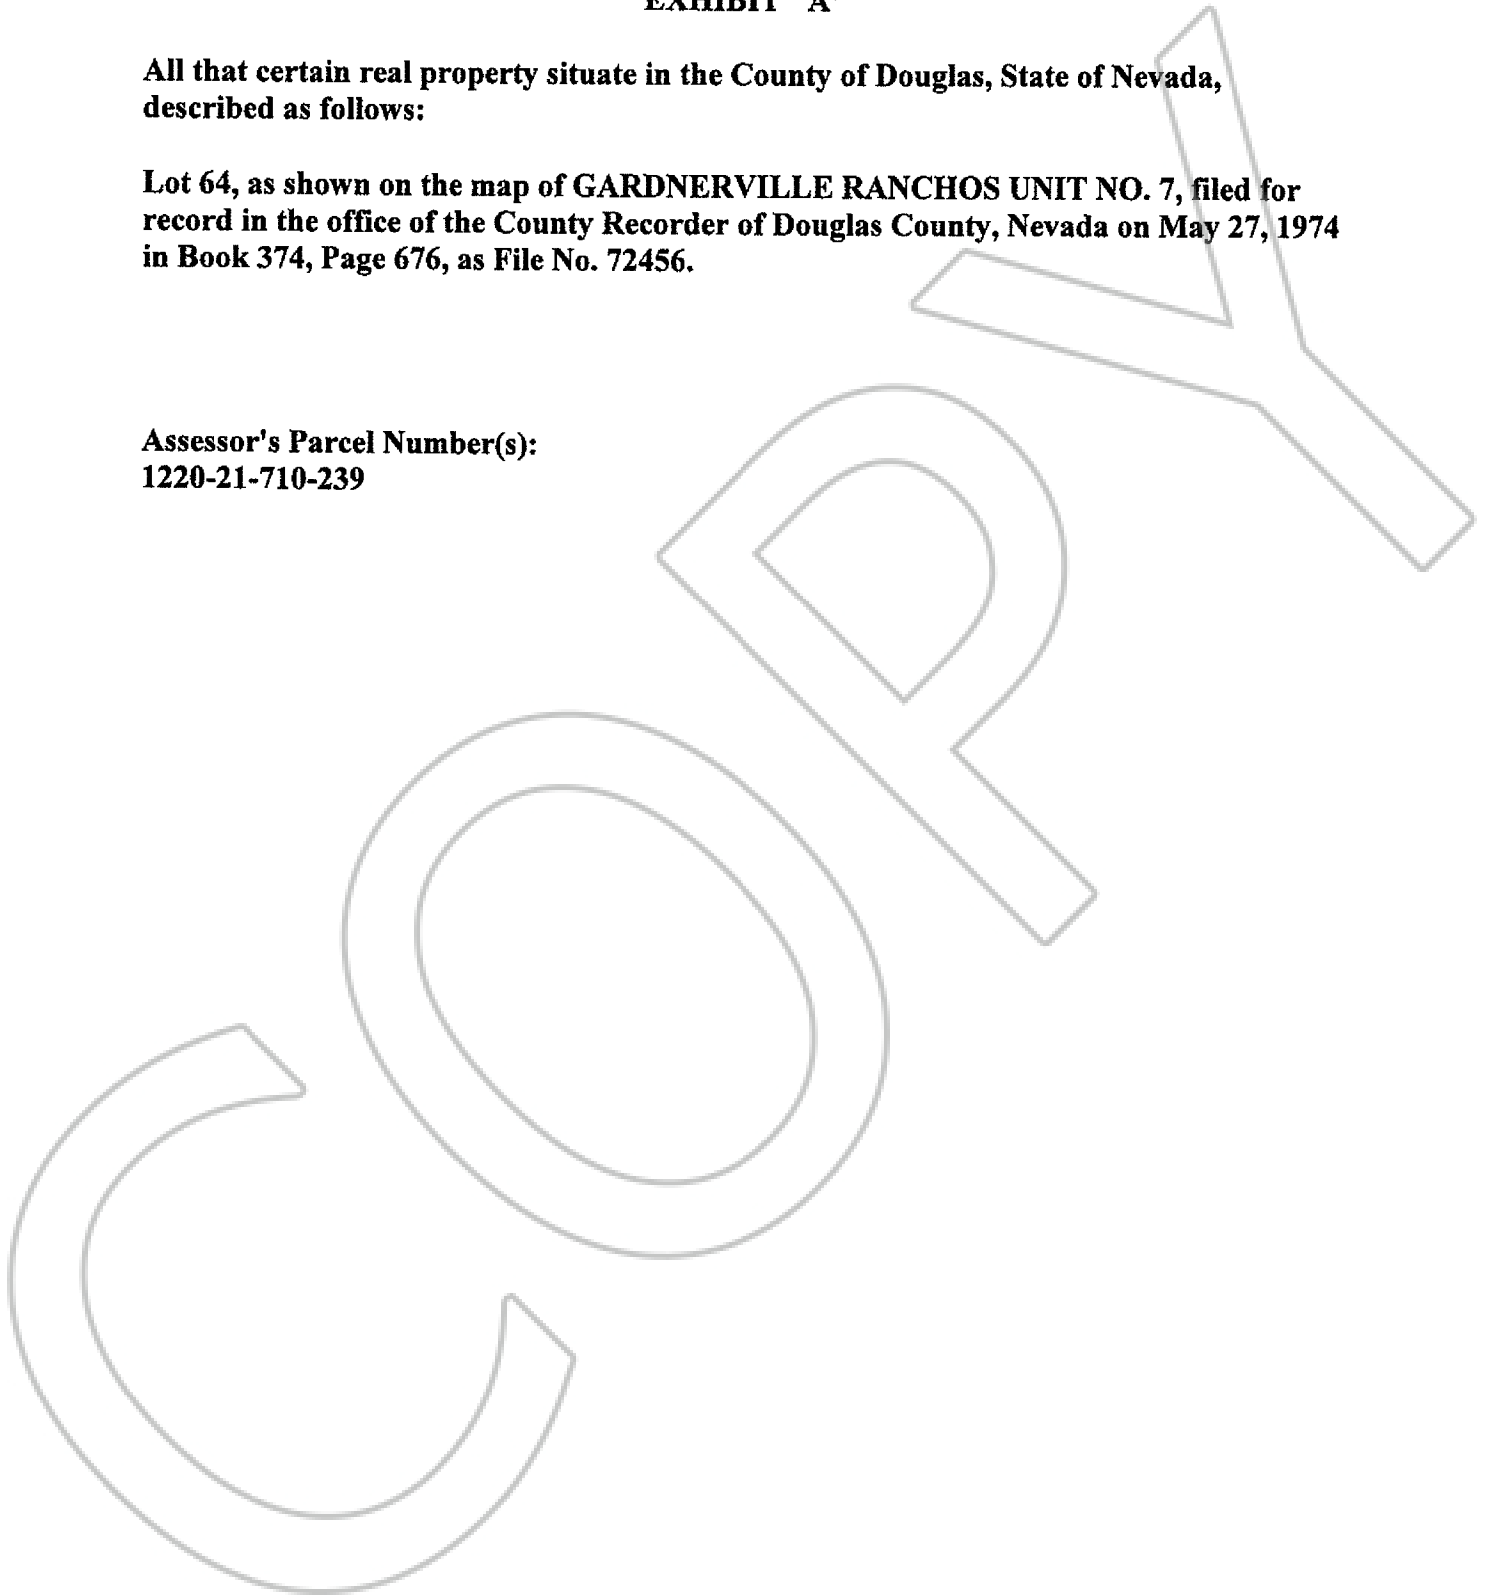 EXHIBIT "A"
All that certain real property situate in the County of Douglas, State of Nevada,
described as follows:
Lot 64, as shown on the map of GARDNERVILLE RANCHOS UNIT NO. 7, filed for
record in the office of the County Recorder of Douglas County, Nevada on May 27, 1974
in Book 374, Page 676, as File No. 72456.
Assessor's Parcel Number(s):
1220-21-710-239
COPY